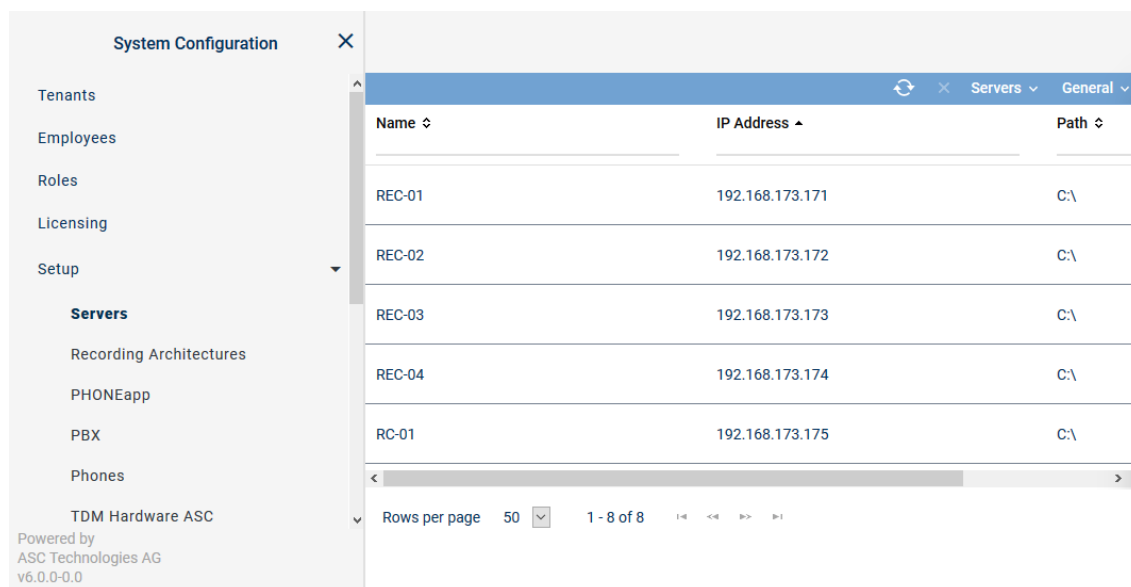 System Configuration
Tenants
Employees
Roles
Licensing
Setup
Servers
Recording Architectures
PHONEapp
PBX
Phones
TDM Hardware ASC
Powered by
ASC Technologies AG
v6.0.0-0.0
Servers General
Name IP Address Path
REC-01 192.168.173.171 C:\
REC-02 192.168.173.172 C:\
REC-03 192.168.173.173 C:\
REC-04 192.168.173.174 C:\
RC-01 192.168.173.175 C:\
Rows per page 50 1 - 8 of 8